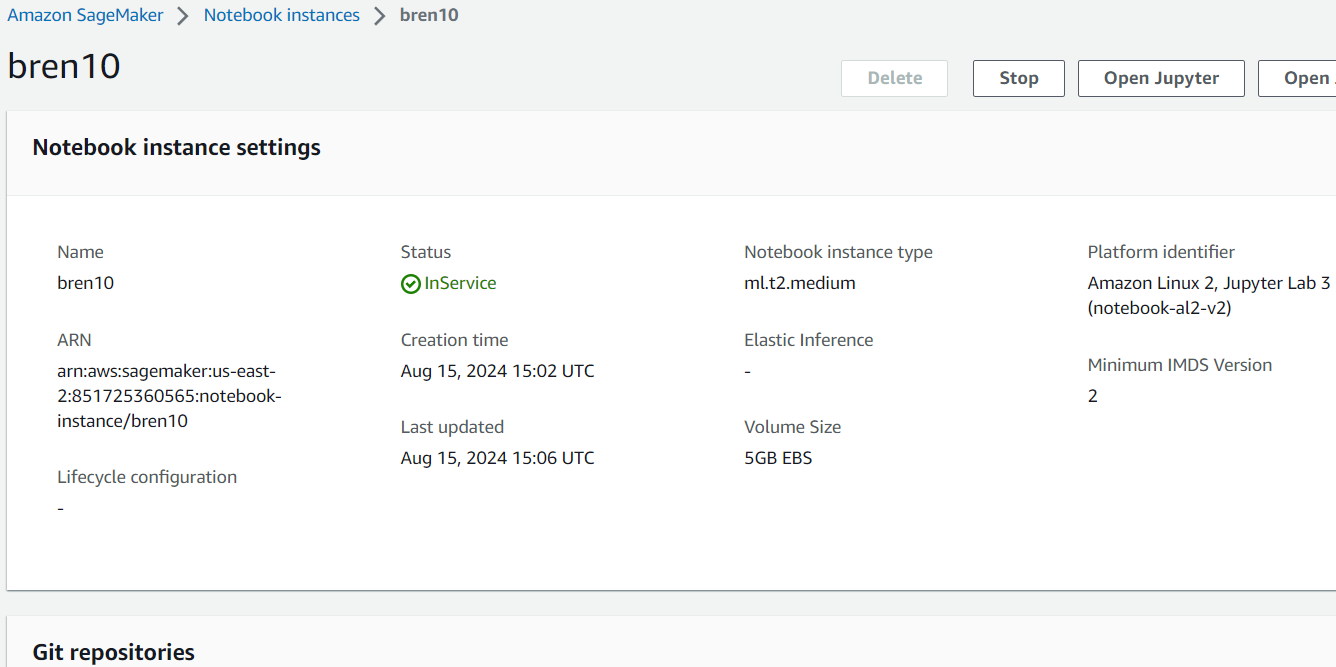 Amazon SageMaker > Notebook instances > bren10
bren10
Delete Stop Open Jupyter Open
Notebook instance settings
Name
bren10
ARN
arn:aws:sagemaker:us-east-
2:851725360565:notebook-
instance/bren10
Lifecycle configuration
-
Status
InService
Creation time
Aug 15, 2024 15:02 UTC
Last updated
Aug 15, 2024 15:06 UTC
Notebook instance type
ml.t2.medium
Elastic Inference
-
Volume Size
5GB EBS
Platform identifier
Amazon Linux 2, Jupyter Lab 3
(notebook-al2-v2)
Minimum IMDS Version
2
Git repositories